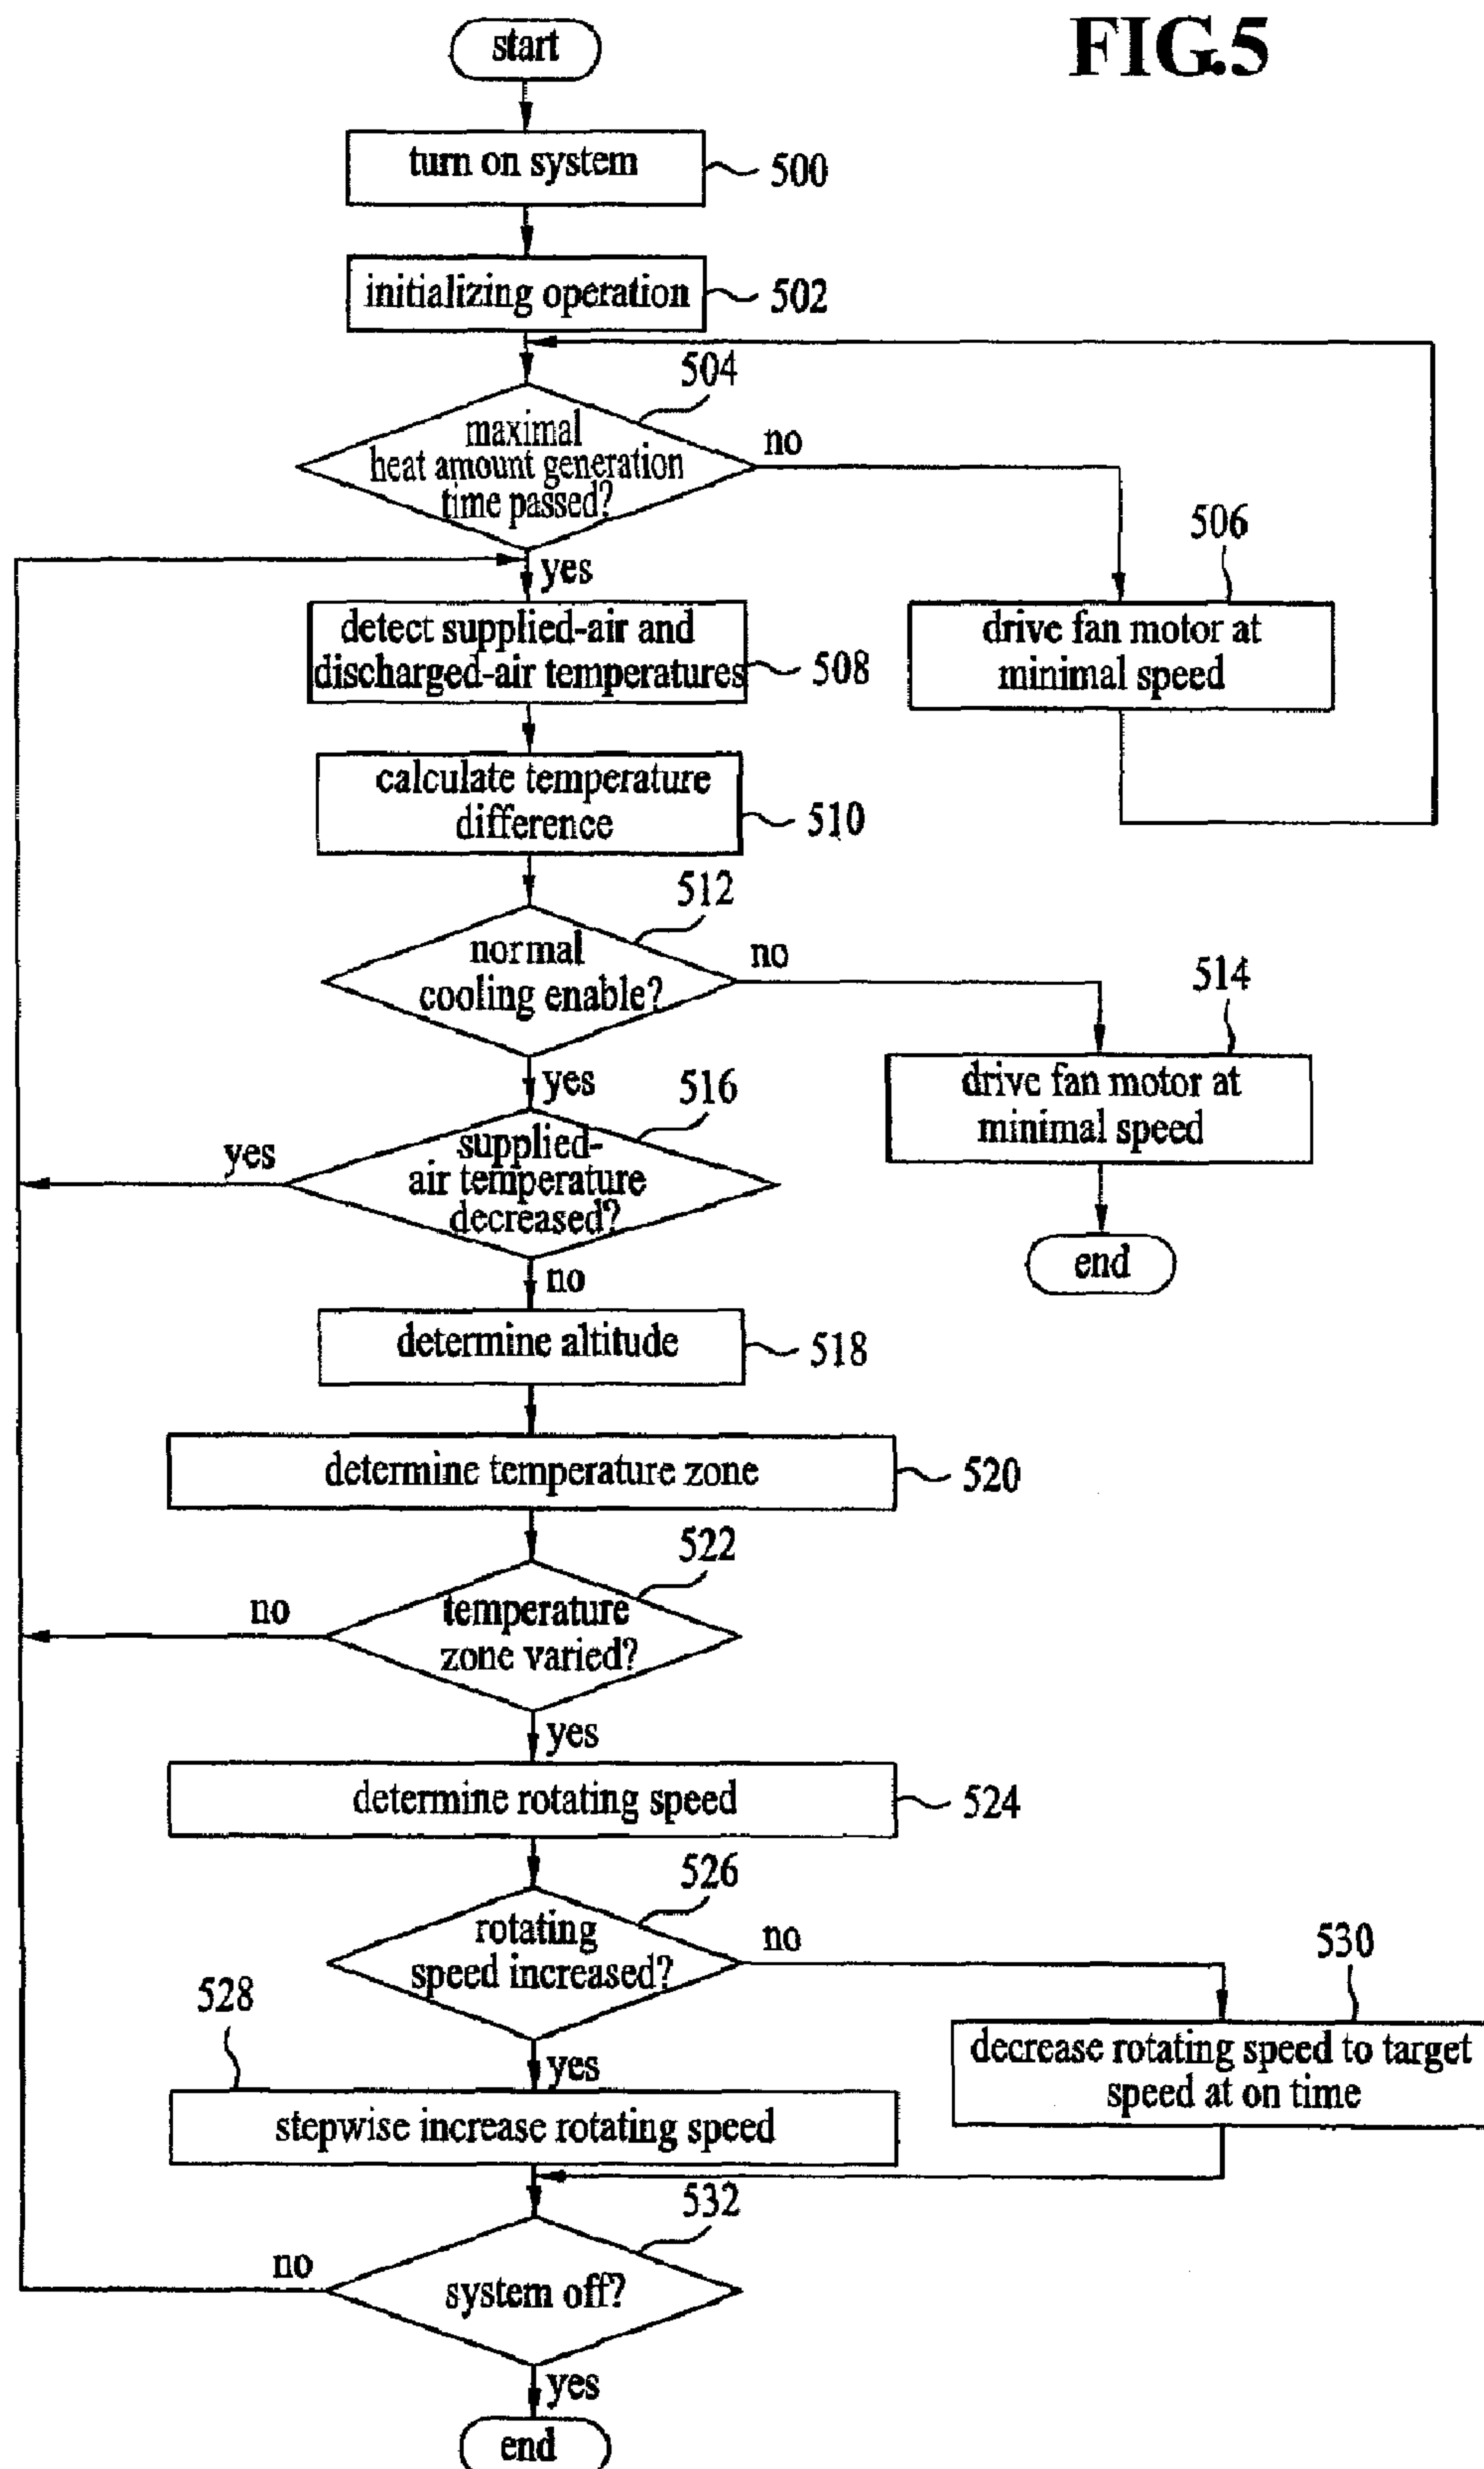 FIG.5
start
turn on system
500
initializing operation
502
504
maximal
heat amount generation
time passed?
no
yes
506
drive fan motor at
minimal speed
detect supplied-air and
discharged-air temperatures
508
calculate temperature
difference
510
512
normal
cooling enable?
no
yes
514
drive fan motor at
minimal speed
end
516
supplied-
air temperature
decreased?
yes
no
determine altitude
518
determine temperature zone
520
522
temperature
zone varied?
no
yes
determine rotating speed
524
526
rotating
speed increased?
no
yes
530
decrease rotating speed to target
speed at on time
528
stepwise increase rotating speed
532
system off?
no
yes
end